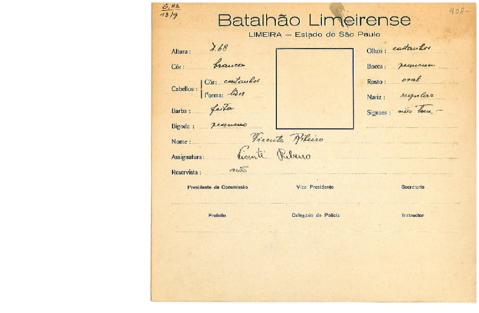 908-
Batalhão Limeirense
LIMEIRA — Estado de São Paulo
Altura: 1.68
Olhos: castanhos
Côr: branca
Bocca: pequena
Cabellos: Côr: castanhos
Rosto: oval
Fórma: lisos
Nariz: regular
Barba: feita
Signaes: não tem.-
Bigode: pequeno
Nome: Vicente Ribeiro
Assignatura: Vicente Ribeiro
Reservista: não
Presidente da Commissão Vice Presidente Secretario
Prefeito Delegado de Policia Instructor